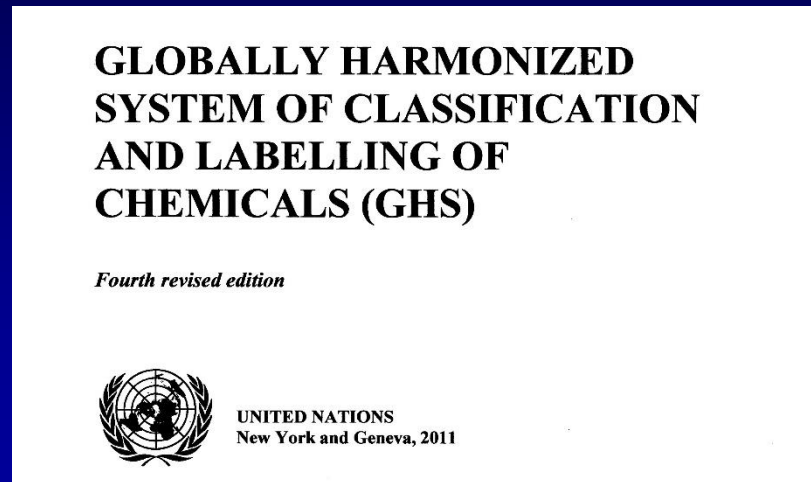 GLOBALLY HARMONIZED
SYSTEM OF CLASSIFICATION
AND LABELLING OF
CHEMICALS (GHS)
Fourth revised edition
UNITED NATIONS
New York and Geneva, 2011